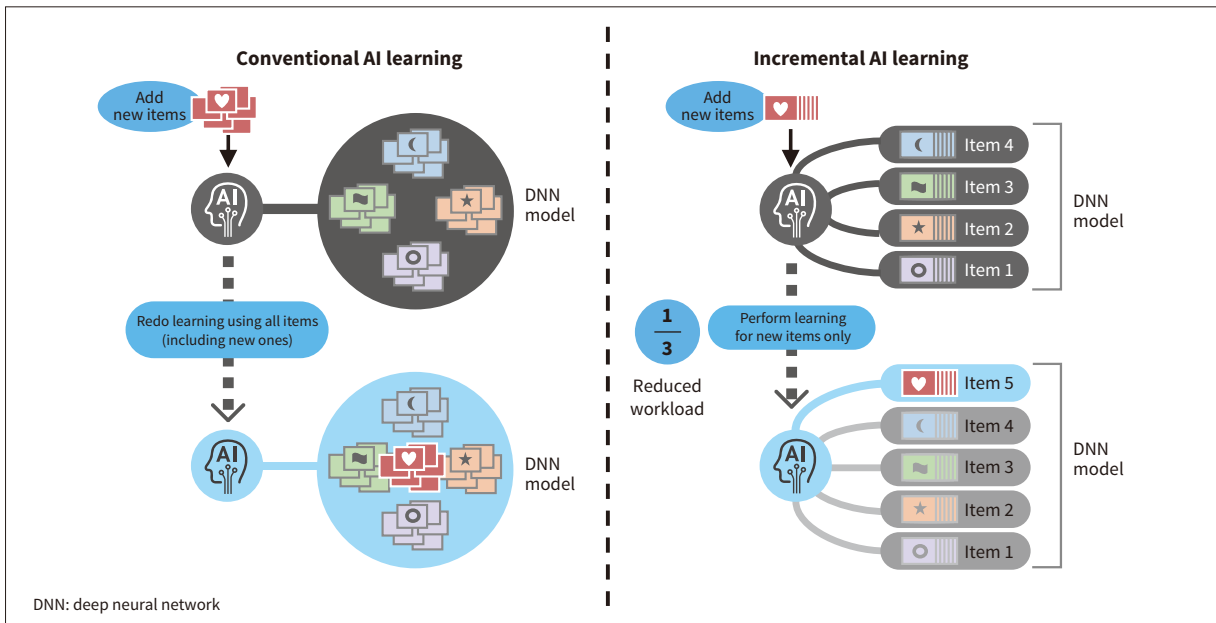 Conventional AI learning
Add
new items
AI
DNN
model
Redo learning using all items
(including new ones)
AI
DNN
model
DNN: deep neural network
Incremental AI learning
Add
new items
AI
Item 4
Item 3
Item 2
Item 1
DNN
model
1
3
Reduced
workload
Perform learning
for new items only
AI
Item 5
Item 4
Item 3
Item 2
Item 1
DNN
model